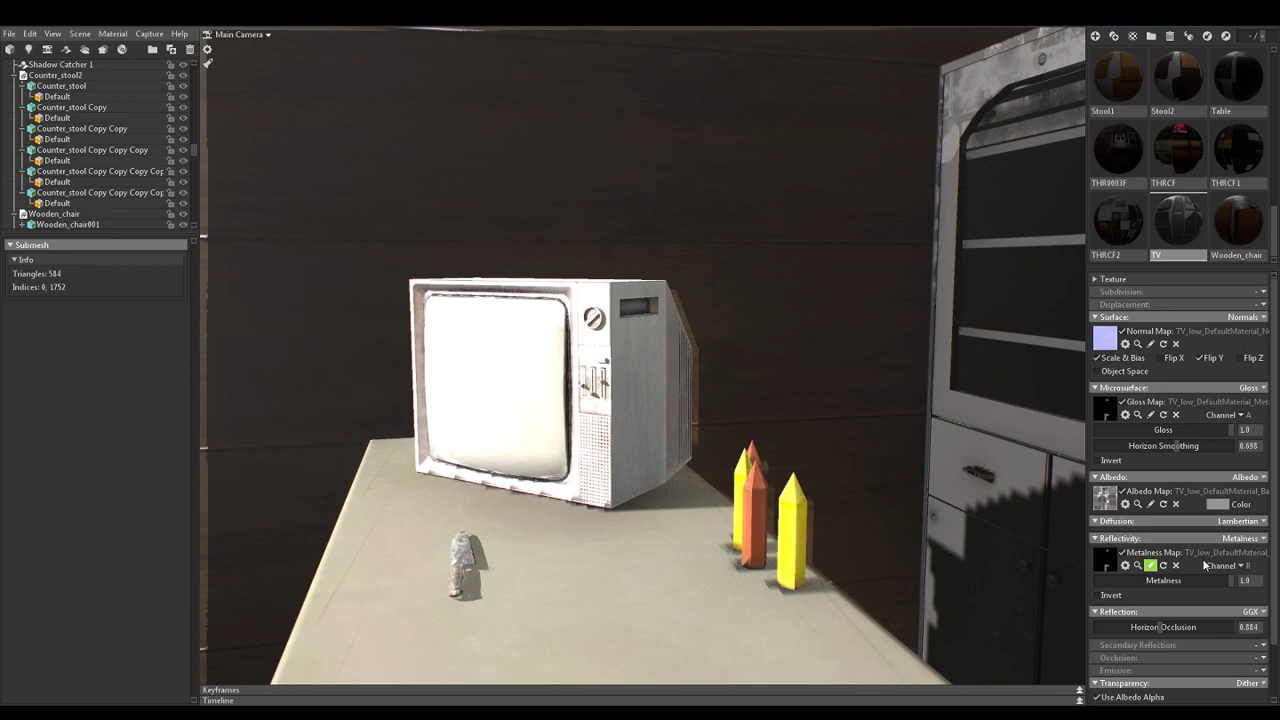 File Edit Scene Material Capture Help
Main Camera
- /
Shadow Catcher 1
Counter_stool2
Counter_stool
Default
Counter_stool Copy
Default
Counter_stool Copy Copy
Default
Counter_stool Copy Copy Copy
Default
Counter_stool Copy Copy Copy Cop
Default
Counter_stool Copy Copy Copy Cop
Default
Wooden_chair
Wooden_chair001
Submesh
Info
Triangles: 584
Indices: 0, 1752
Keyframes
Timeline
Stool1 Stool2 Table
THR0003F THRCF THRCF1
THRCF2 TV Wooden_chair
Texture
Subdivision: -
Displacement: -
Surface: Normals
Normal Map: TV_low_DefaultMaterial_N
Scale & Bias Flip X Flip Y Flip Z
Object Space
Microsurface: Gloss
Gloss Map: TV_low_DefaultMaterial_Met
Channel A
Gloss 1.0
Horizon Smoothing 0.698
Invert
Albedo: Albedo
Albedo Map: TV_low_DefaultMaterial_Ba
Color
Diffusion: Lambertian
Reflectivity: Metalness
Metalness Map: TV_low_DefaultMaterial_
Channel R
Metalness 1.0
Invert
Reflection: GGX
Horizon Occlusion 0.884
Secondary Reflection: -
Occlusion: -
Emissive: -
Transparency: Dither
Use Albedo Alpha